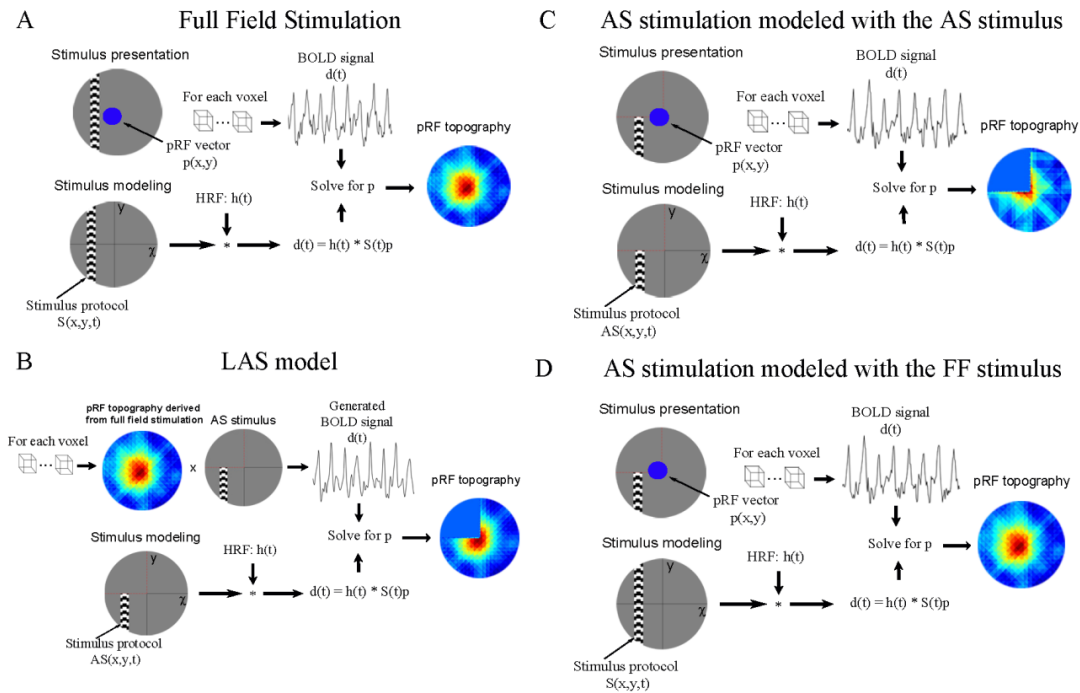 A
Full Field Stimulation
Stimulus presentation
BOLD signal
d(t)
For each voxel
...
pRF vector
p(x,y)
pRF topography
Stimulus modeling
HRF: h(t)
Solve for p
y
χ
*
d(t) = h(t) * S(t)p
Stimulus protocol
S(x,y,t)
B
LAS model
pRF topography derived
from full field stimulation
AS stimulus
Generated
BOLD signal
d(t)
For each voxel
...
x
pRF topography
Stimulus modeling
HRF: h(t)
Solve for p
y
χ
*
d(t) = h(t) * S(t)p
Stimulus protocol
AS(x,y,t)
C
AS stimulation modeled with the AS stimulus
Stimulus presentation
BOLD signal
d(t)
For each voxel
...
pRF vector
p(x,y)
pRF topography
Stimulus modeling
HRF: h(t)
Solve for p
y
χ
*
d(t) = h(t) * S(t)p
Stimulus protocol
AS(x,y,t)
D
AS stimulation modeled with the FF stimulus
Stimulus presentation
BOLD signal
d(t)
For each voxel
...
pRF vector
p(x,y)
pRF topography
Stimulus modeling
HRF: h(t)
Solve for p
y
χ
*
d(t) = h(t) * S(t)p
Stimulus protocol
S(x,y,t)